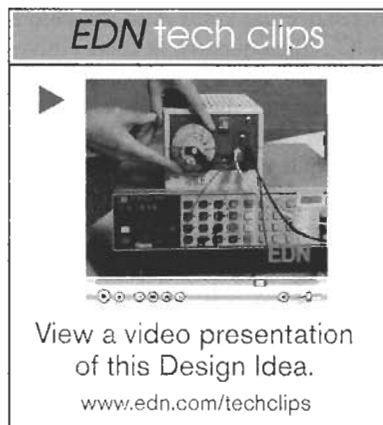 EDN tech clips
EDN
View a video presentation
of this Design Idea.
www.edn.com/techclips